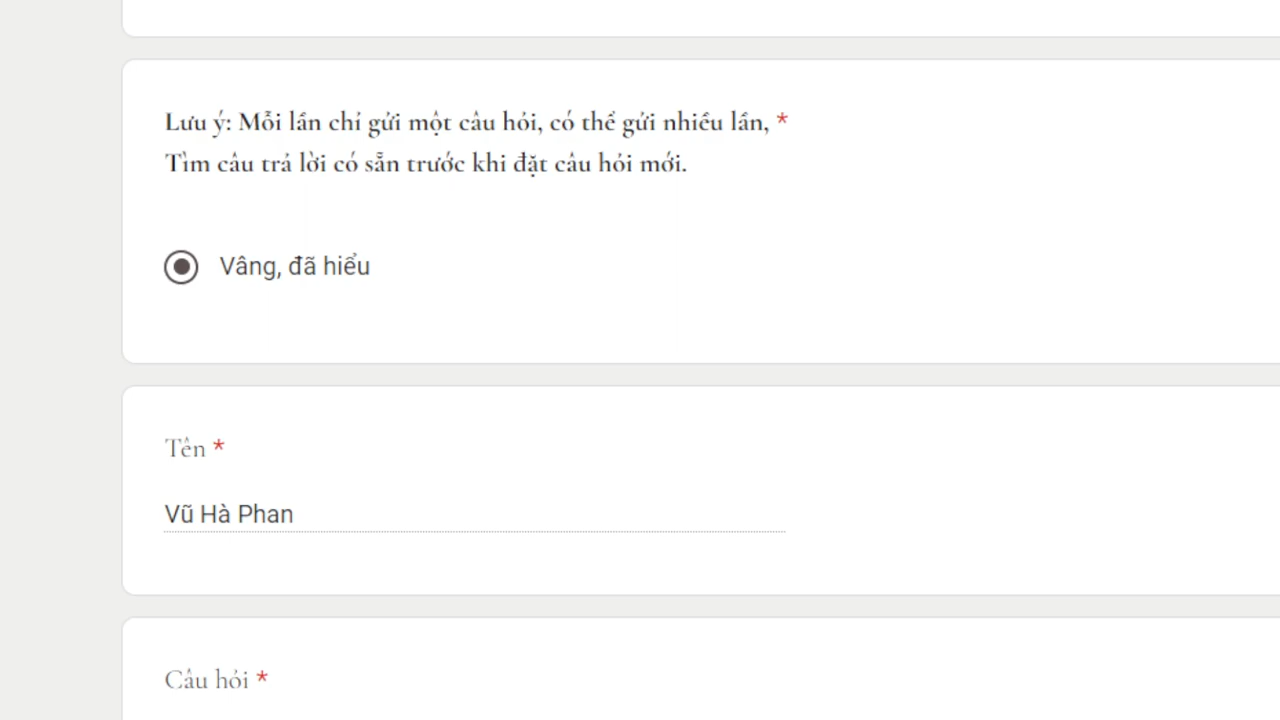 Lưu ý: Mỗi lần chỉ gửi một câu hỏi, có thể gửi nhiều lần, *
Tìm câu trả lời có sẵn trước khi đặt câu hỏi mới.
Vâng, đã hiểu
Tên *
Vũ Hà Phan
Câu hỏi *